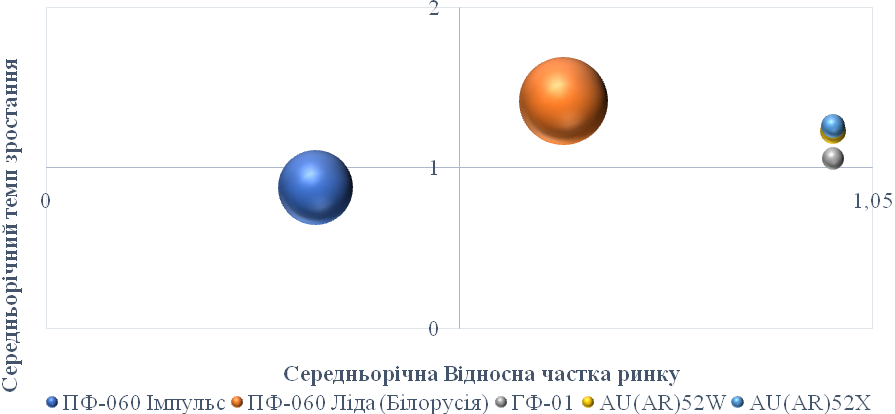 Середньорічний темп зростання
2
1
0
1,05
0
Середньорічна Відносна частка ринку
ПФ-060 Імпульс ПФ-060 Ліда (Білорусія) ГФ-01 AU(AR)52W AU(AR)52X